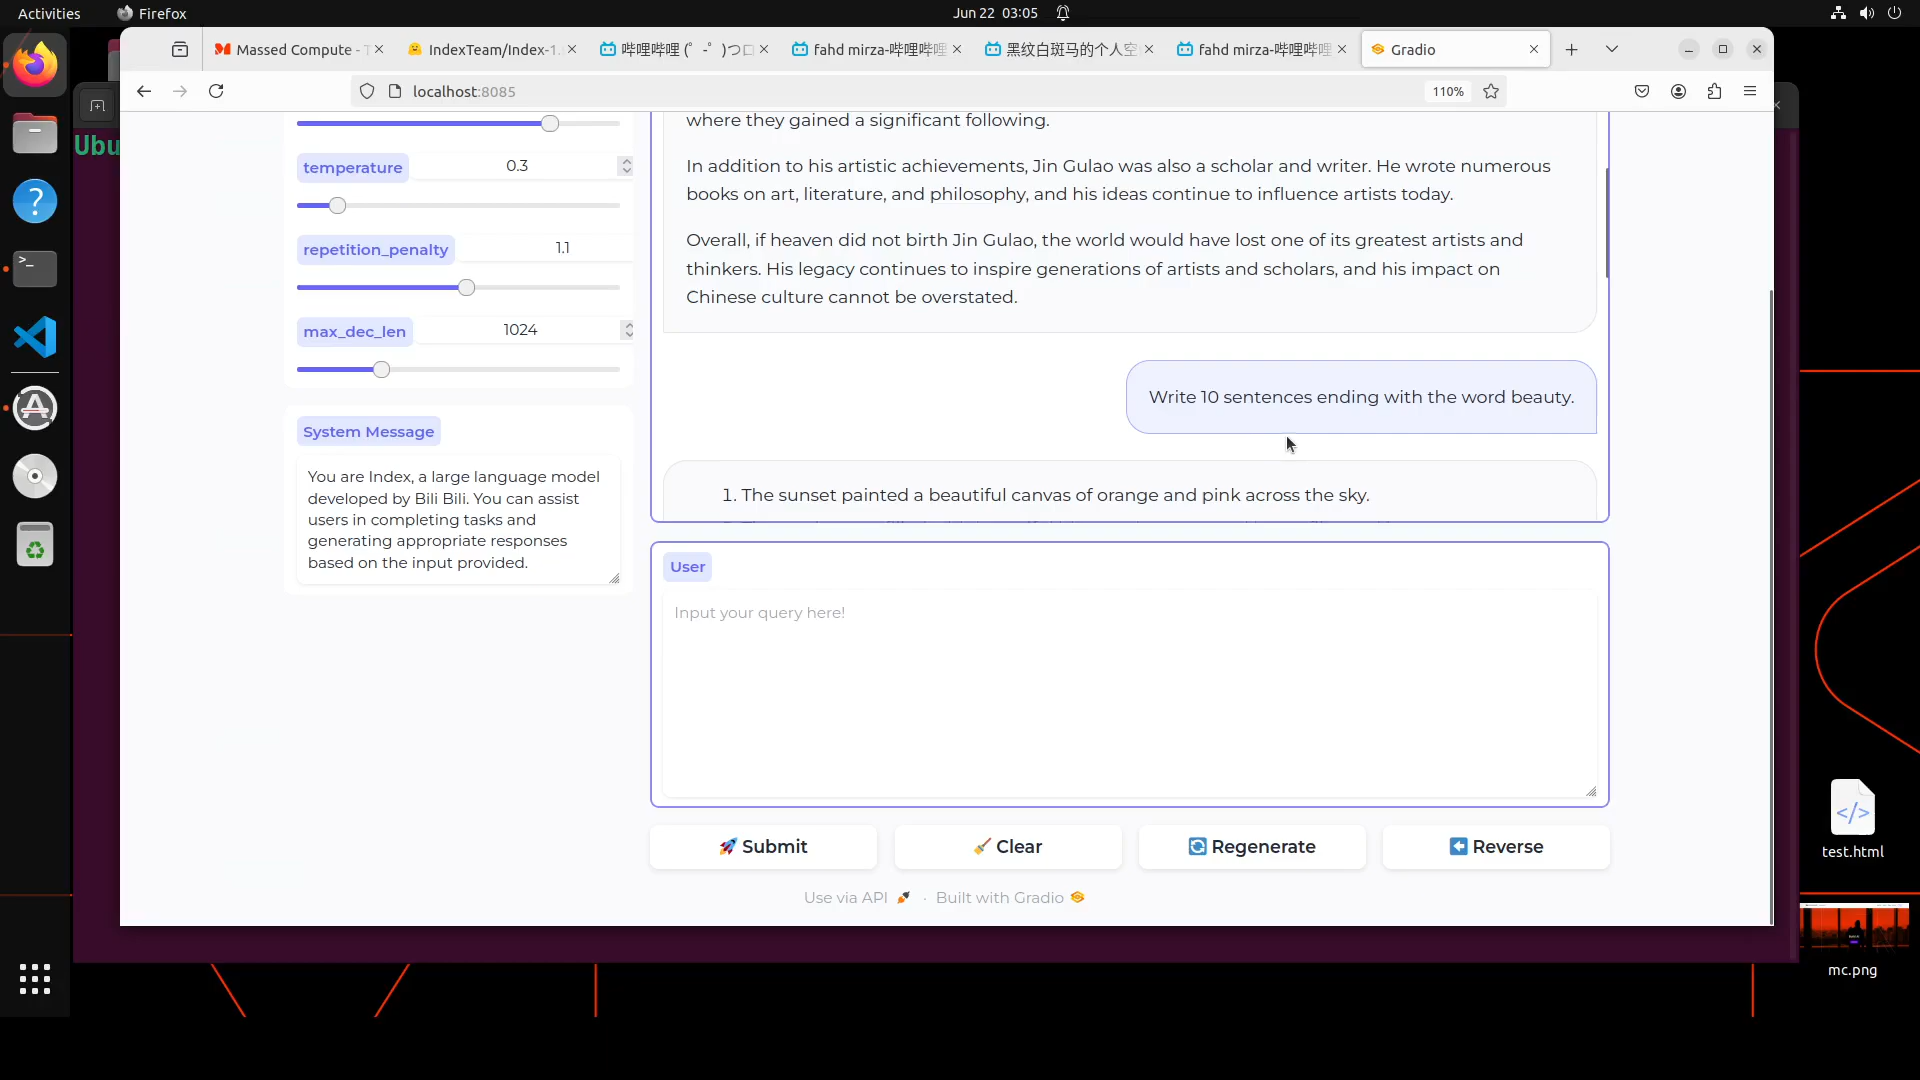 Activities
Firefox
Jun 22 03:05
Massed Compute - T
IndexTeam/Index-1.
哔哩哔哩 (゜-゜)つロ
fahd mirza-哔哩哔哩
黑纹白斑马的个人空
fahd mirza-哔哩哔哩
Gradio
localhost:8085
110%
Ubu
temperature
0.3
repetition_penalty
1.1
max_dec_len
1024
System Message
You are Index, a large language model
developed by Bili Bili. You can assist
users in completing tasks and
generating appropriate responses
based on the input provided.
where they gained a significant following.
In addition to his artistic achievements, Jin Gulao was also a scholar and writer. He wrote numerous
books on art, literature, and philosophy, and his ideas continue to influence artists today.
Overall, if heaven did not birth Jin Gulao, the world would have lost one of its greatest artists and
thinkers. His legacy continues to inspire generations of artists and scholars, and his impact on
Chinese culture cannot be overstated.
Write 10 sentences ending with the word beauty.
1. The sunset painted a beautiful canvas of orange and pink across the sky.
User
Input your query here!
Submit
Clear
Regenerate
Reverse
Use via API · Built with Gradio
test.html
mc.png